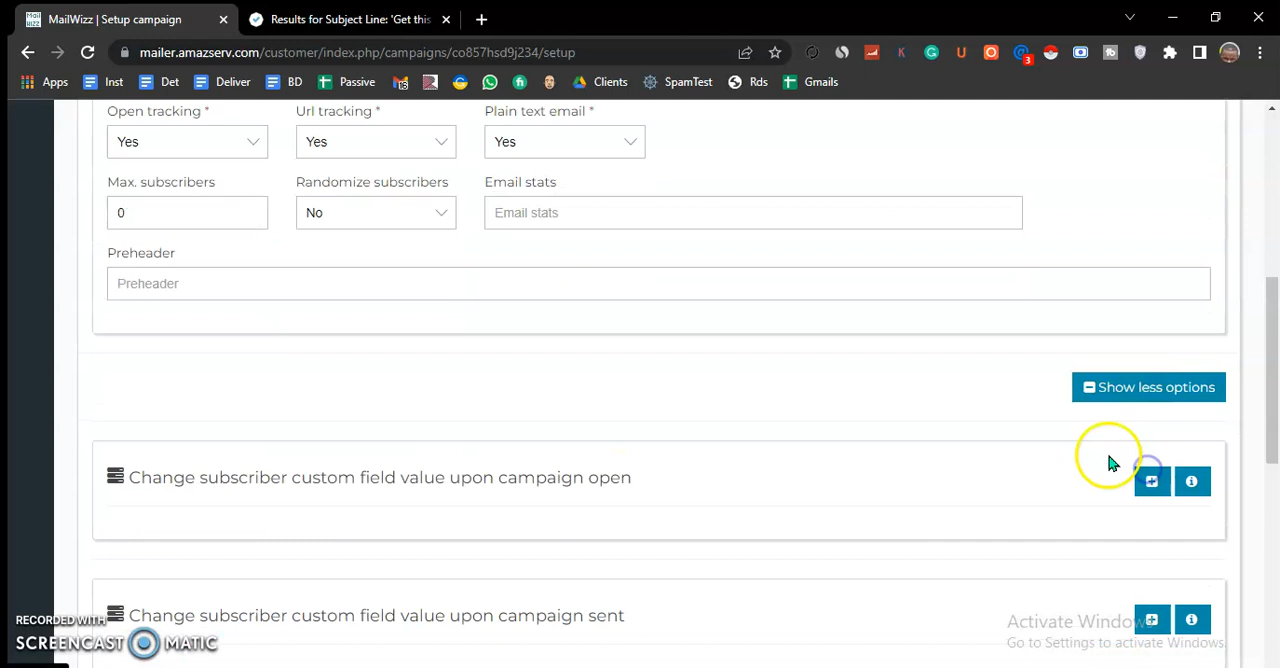 MailWizz | Setup campaign
Results for Subject Line: 'Get this
mailer.amazserv.com/customer/index.php/campaigns/co857hsd9j234/setup
Apps Inst Det Deliver BD Passive Clients SpamTest Rds Gmails
Open tracking * Url tracking * Plain text email *
Yes Yes Yes
Max. subscribers Randomize subscribers Email stats
0 No Email stats
Preheader
Preheader
Show less options
Change subscriber custom field value upon campaign open
Change subscriber custom field value upon campaign sent
RECORDED WITH
SCREENCAST MATIC
Activate Windows
Go to Settings to activate Windows.